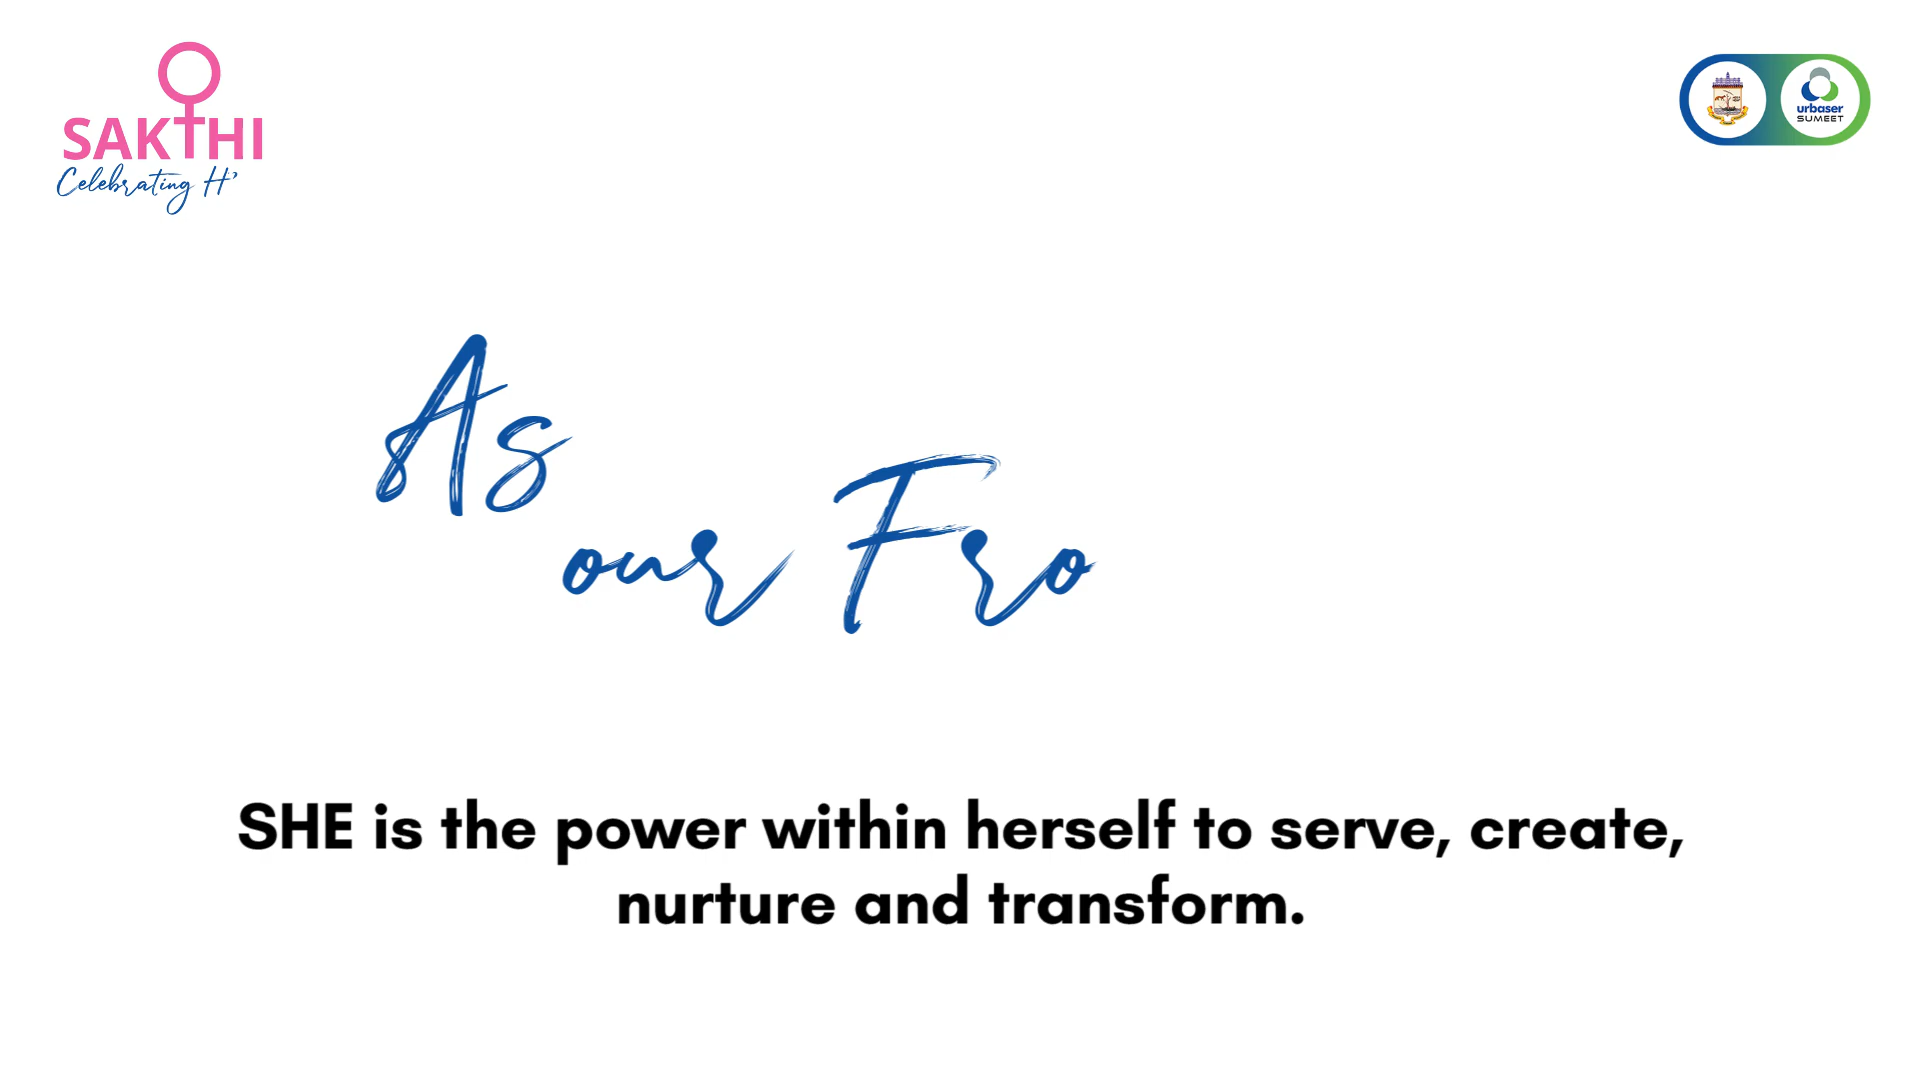 SAKTHI
Celebrating H'
urbaser
SUMEET
As
our Fro
SHE is the power within herself to serve, create,
nurture and transform.